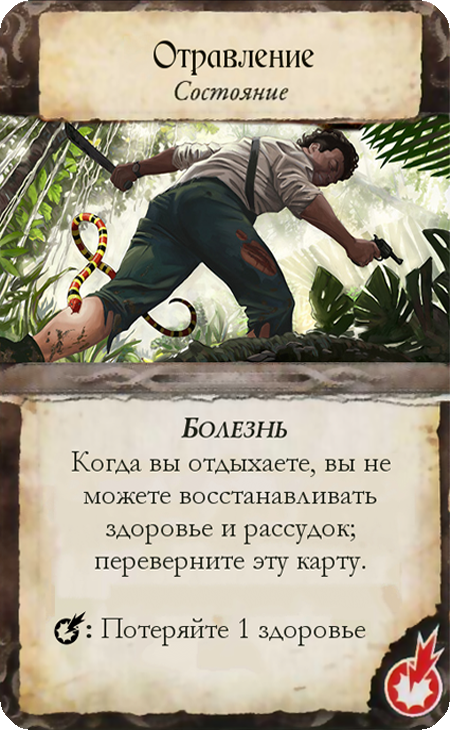 Отравление
Состояние
Болезнь
Когда вы отдыхаете, вы не
можете восстанавливать
здоровье и рассудок;
переверните эту карту.
: Потеряйте 1 здоровье